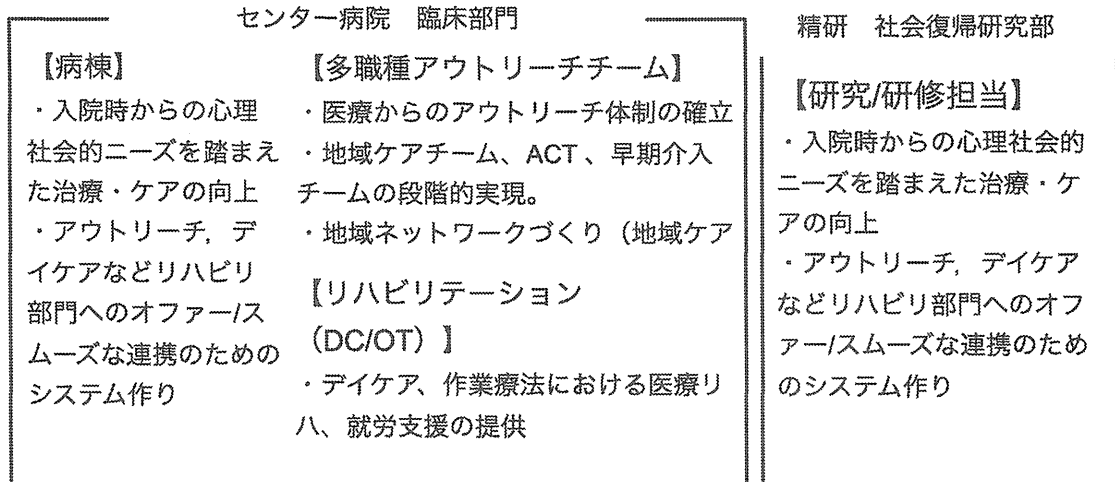 センター病院　臨床部門
【病棟】
・入院時からの心理
社会的ニーズを踏まえ
た治療・ケアの向上
・アウトリーチ，デ
イケアなどリハビリ
部門へのオファー/ス
ムーズな連携のための
システム作り
【多職種アウトリーチチーム】
・医療からのアウトリーチ体制の確立
・地域ケアチーム、ACT 、早期介入
チームの段階的実現。
・地域ネットワークづくり（地域ケア
【リハビリテーション
（DC/OT）】
・デイケア、作業療法における医療リ
ハ、就労支援の提供
精研　社会復帰研究部
【研究/研修担当】
・入院時からの心理社会的
ニーズを踏まえた治療・ケ
アの向上
・アウトリーチ，デイケア
などリハビリ部門へのオフ
ァー/スムーズな連携のため
のシステム作り